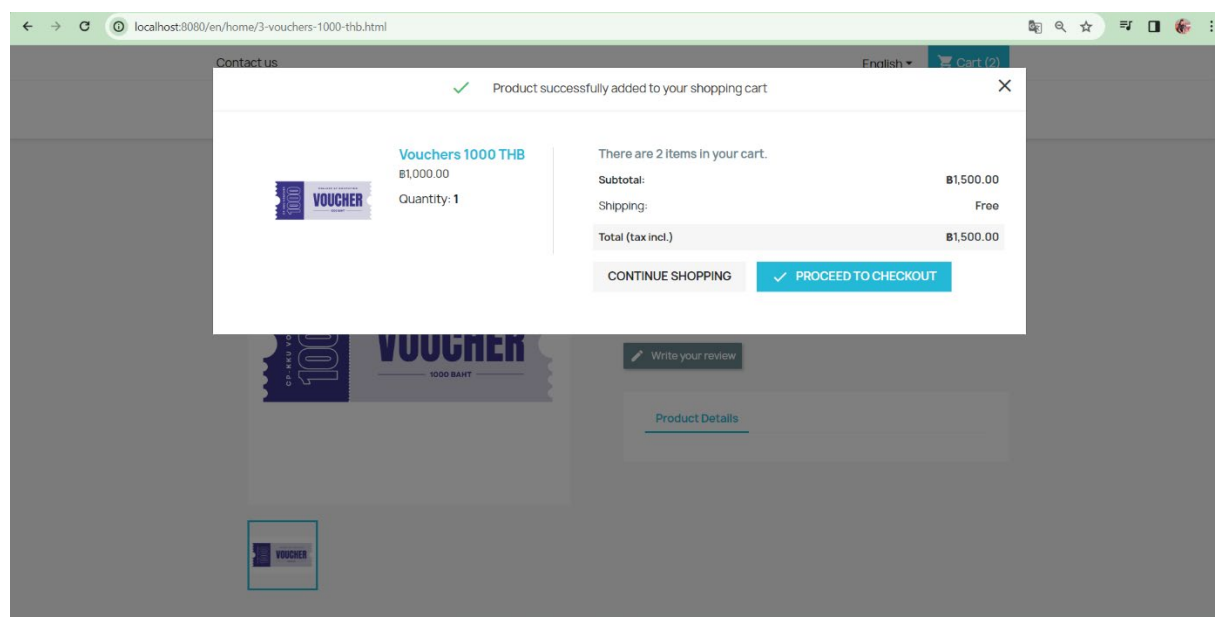 localhost:8080/en/home/3-vouchers-1000-thb.html
Contact us
English
Cart (2)
Product successfully added to your shopping cart
Vouchers 1000 THB
฿1,000.00
Quantity: 1
1000
VOUCHER
There are 2 items in your cart.
Subtotal: ฿1,500.00
Shipping: Free
Total (tax incl.) ฿1,500.00
CONTINUE SHOPPING
PROCEED TO CHECKOUT
VOUCHER
1000 BAHT
Write your review
Product Details
VOUCHER